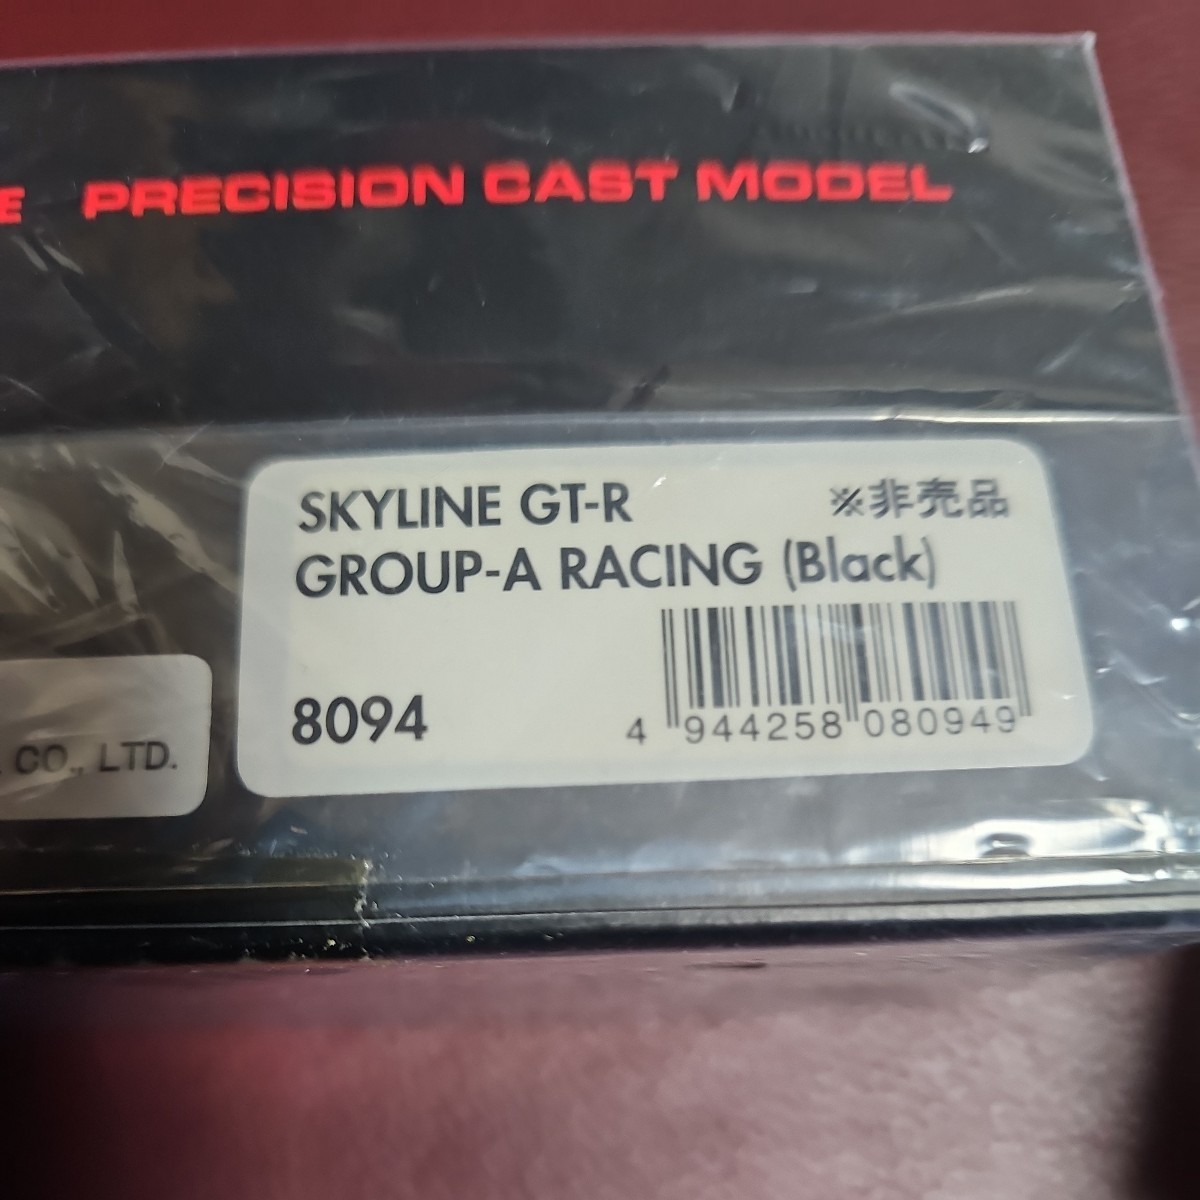 E PRECISION CAST MODEL
SKYLINE GT-R ※非売品
GROUP-A RACING (Black)
8094
4 944258 080949
. CO., LTD.